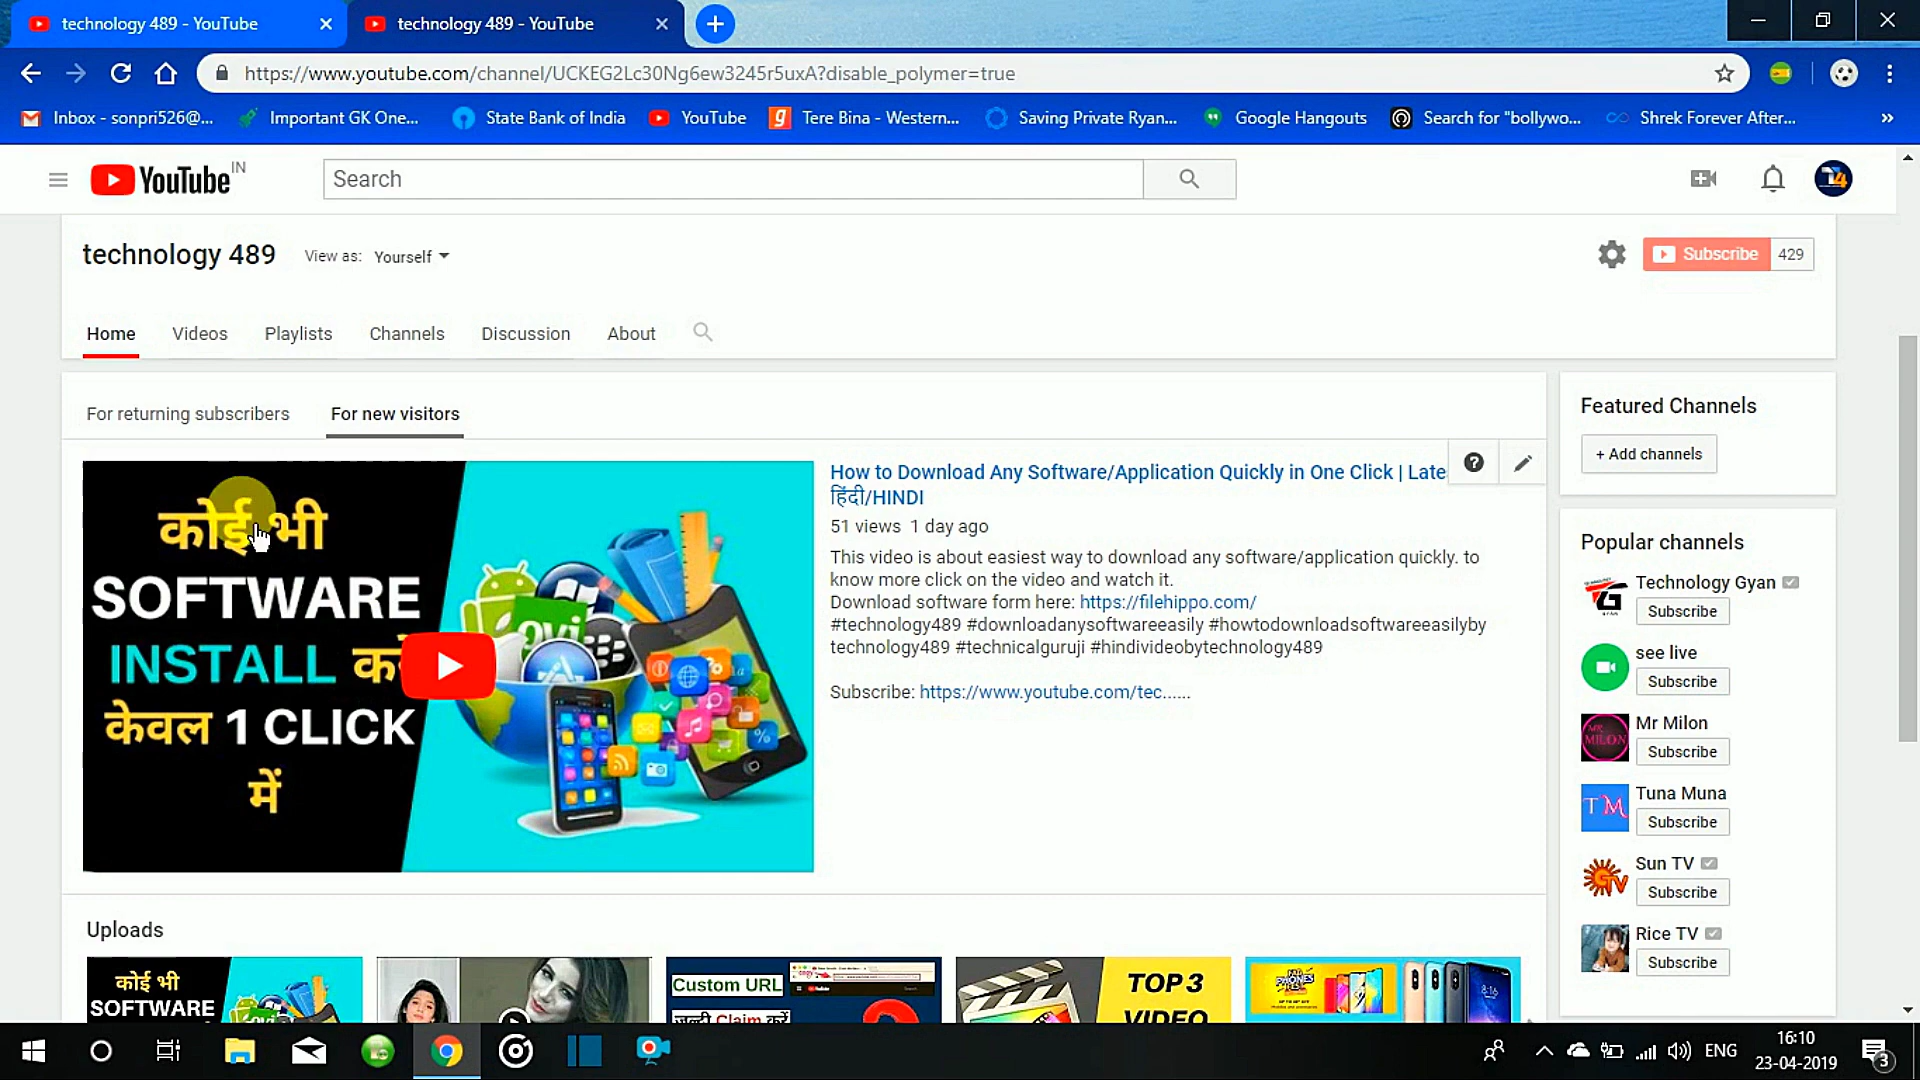 technology 489 - YouTube
technology 489 - YouTube
https://www.youtube.com/channel/UCKEG2Lc30Ng6ew3245r5uxA?disable_polymer=true
Inbox - sonpri526@...
Important GK One...
State Bank of India
YouTube
Tere Bina - Western...
Saving Private Ryan...
Google Hangouts
Search for "bollywo...
Shrek Forever After...
YouTube IN
Search
technology 489
View as: Yourself
Subscribe 429
Home
Videos
Playlists
Channels
Discussion
About
For returning subscribers
For new visitors
कोई भी
SOFTWARE
INSTALL
केवल 1 CLICK
में
How to Download Any Software/Application Quickly in One Click | Late
हिंदी/HINDI
51 views 1 day ago
This video is about easiest way to download any software/application quickly. to
know more click on the video and watch it.
Download software form here: https://filehippo.com/
#technology489 #downloadanysoftwareeasily #howtodownloadsoftwareeasilyby
technology489 #technicalguruji #hindivideobytechnology489
Subscribe: https://www.youtube.com/tec......
Featured Channels
+ Add channels
Popular channels
Technology Gyan
Subscribe
see live
Subscribe
MR MILON
Mr Milon
Subscribe
TM
Tuna Muna
Subscribe
Sun TV
Subscribe
Rice TV
Subscribe
Uploads
कोई भी
SOFTWARE
Custom URL
जल्दी Claim करें
TOP 3
VIDEO
16:10
ENG
23-04-2019
3